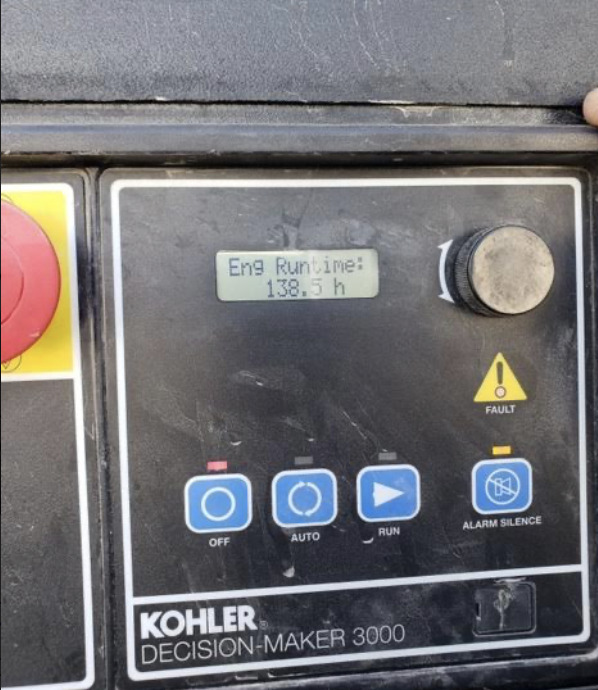 Eng Runtime:
138.5 h
FAULT
OFF
AUTO
RUN
ALARM SILENCE
KOHLER®
DECISION-MAKER 3000